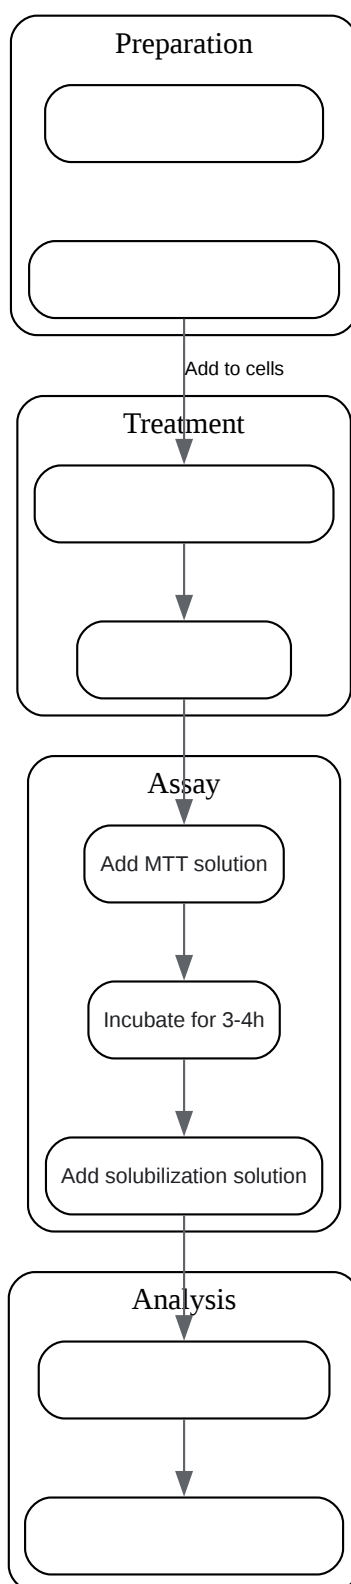 Preparation
Add to cells
Treatment
Assay
Add MTT solution
Incubate for 3-4h
Add solubilization solution
Analysis